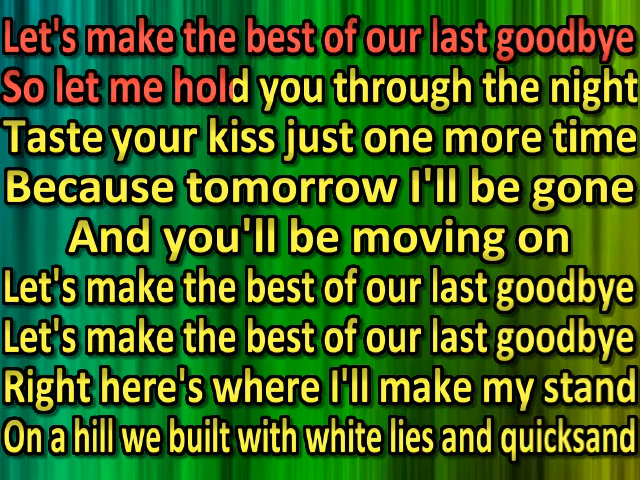 Let's make the best of our last goodbye
So let me hold you through the night
Taste your kiss just one more time
Because tomorrow I'll be gone
And you'll be moving on
Let's make the best of our last goodbye
Let's make the best of our last goodbye
Right here's where I'll make my stand
On a hill we built with white lies and quicksand